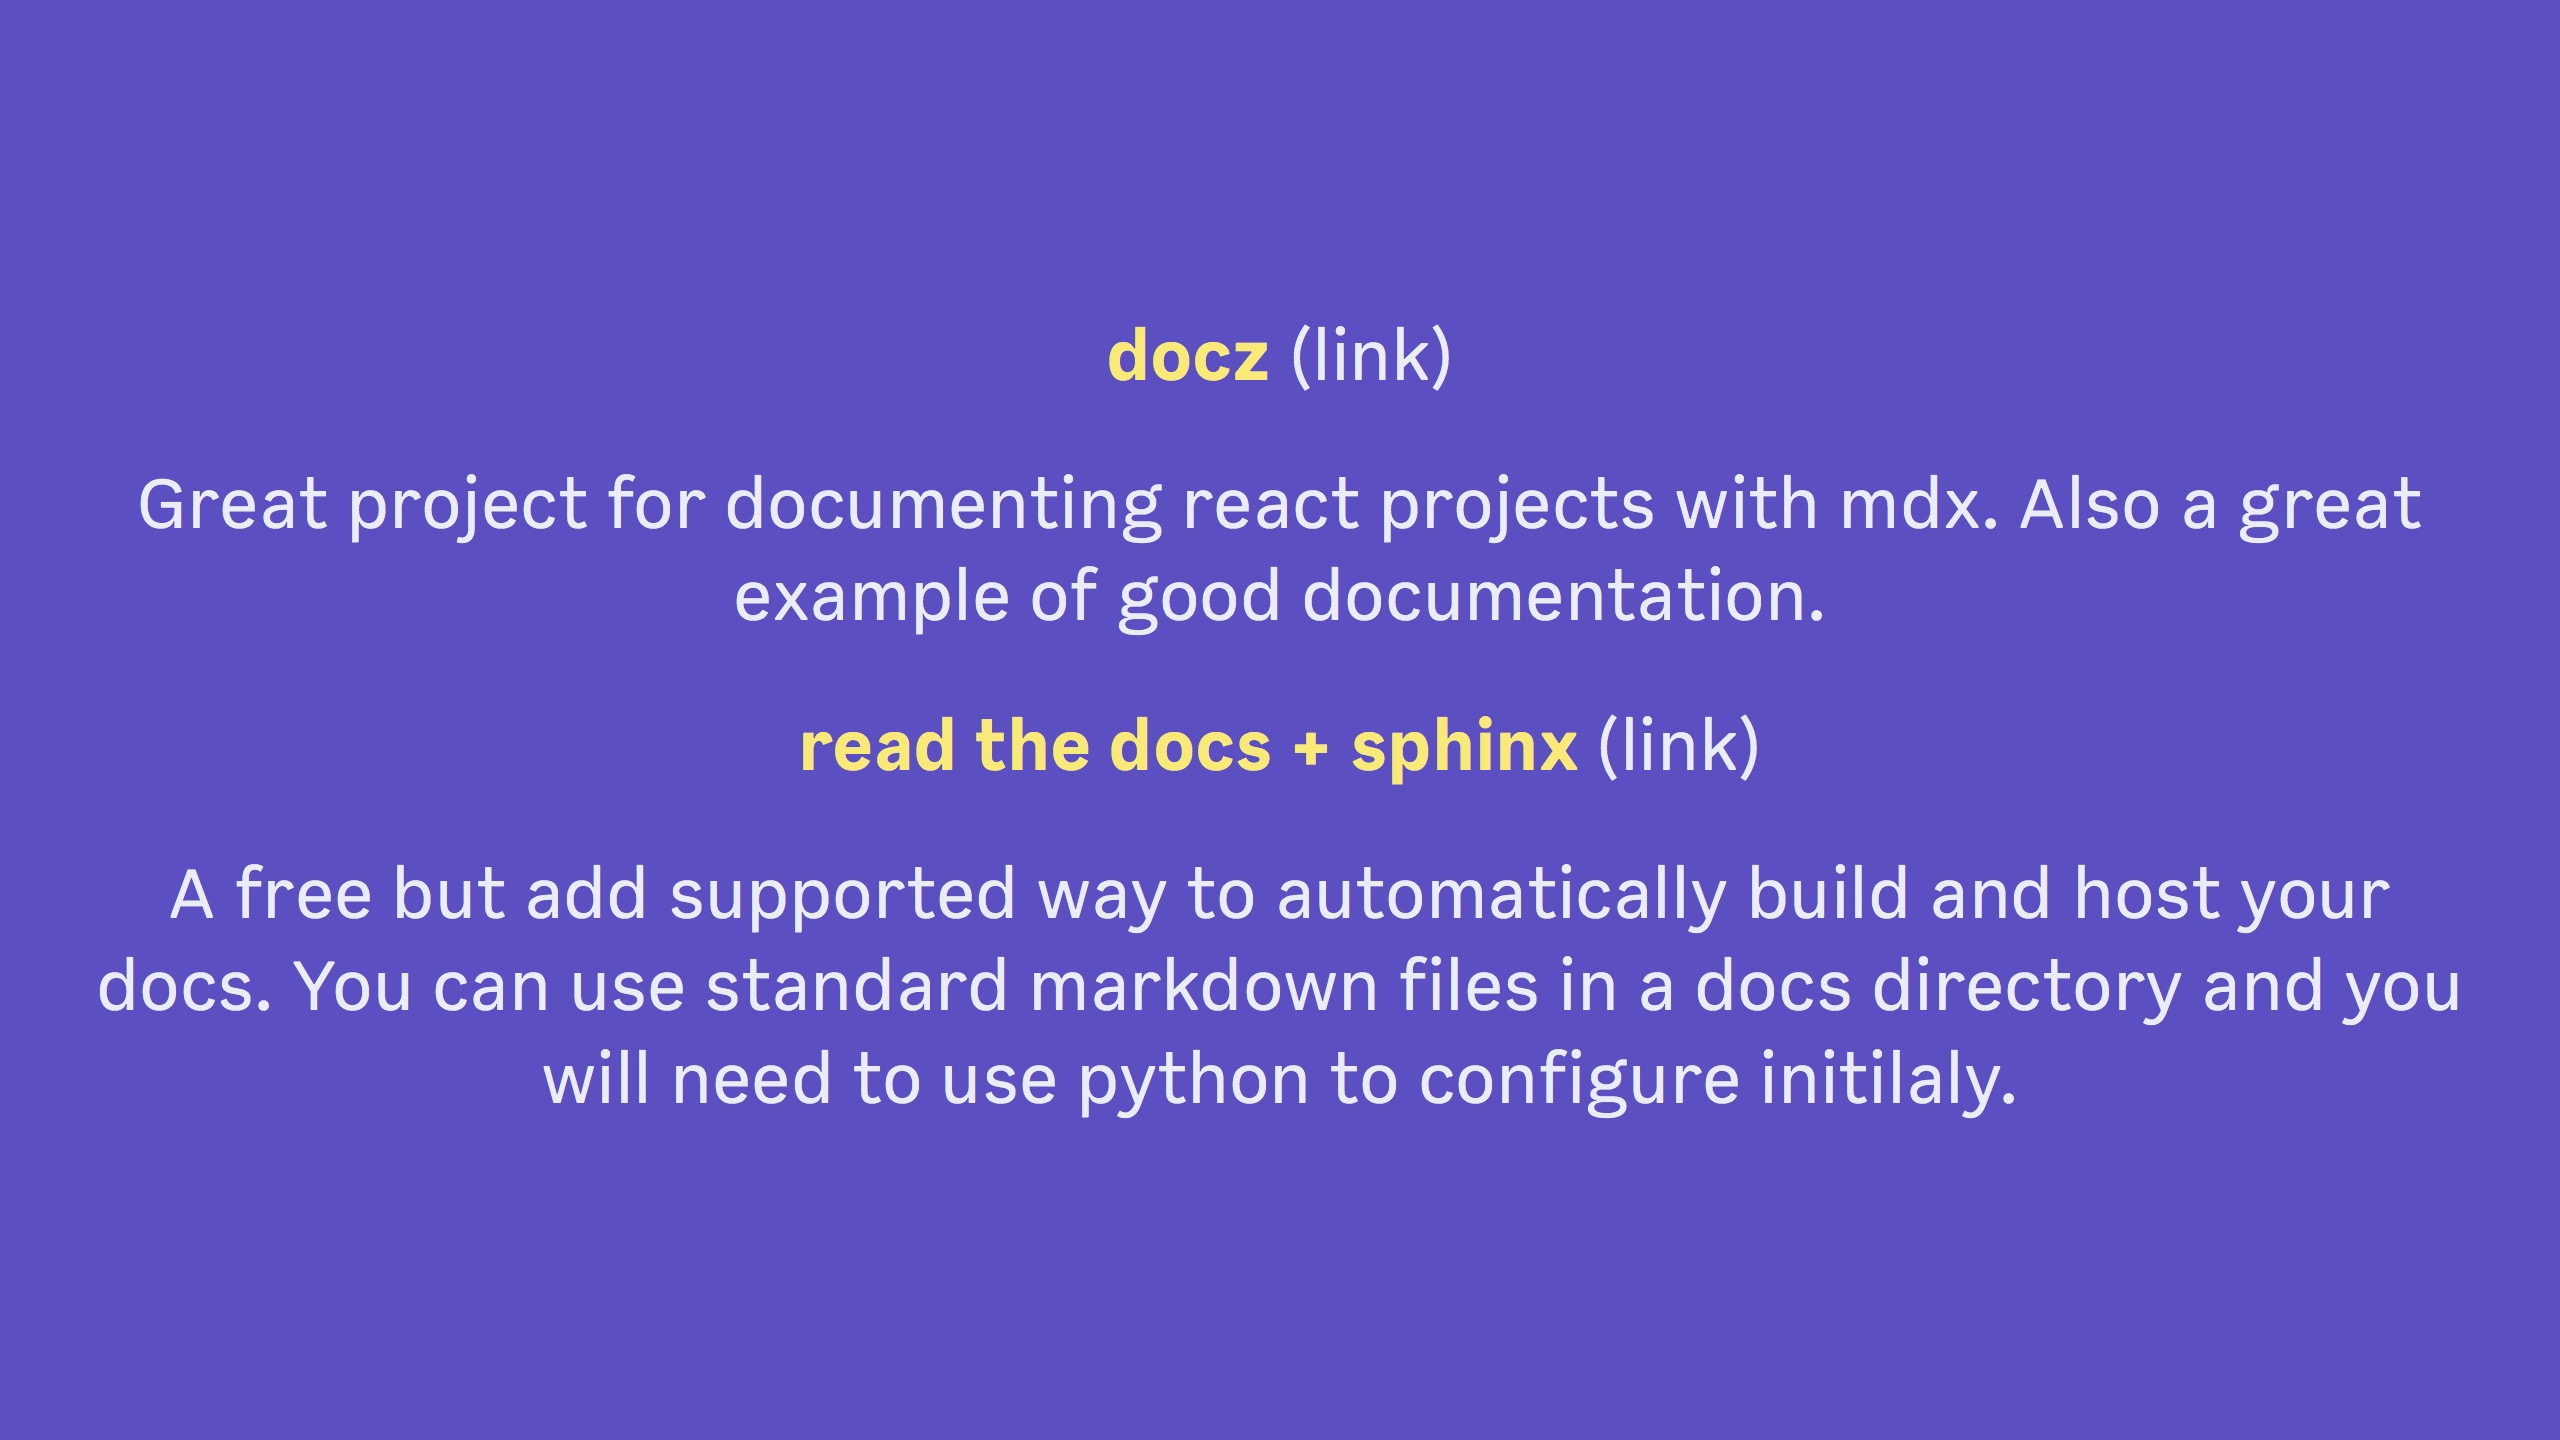 docz (link)
Great project for documenting react projects with mdx. Also a great
example of good documentation.
read the docs + sphinx (link)
A free but add supported way to automatically build and host your
docs. You can use standard markdown files in a docs directory and you
will need to use python to configure initilaly.